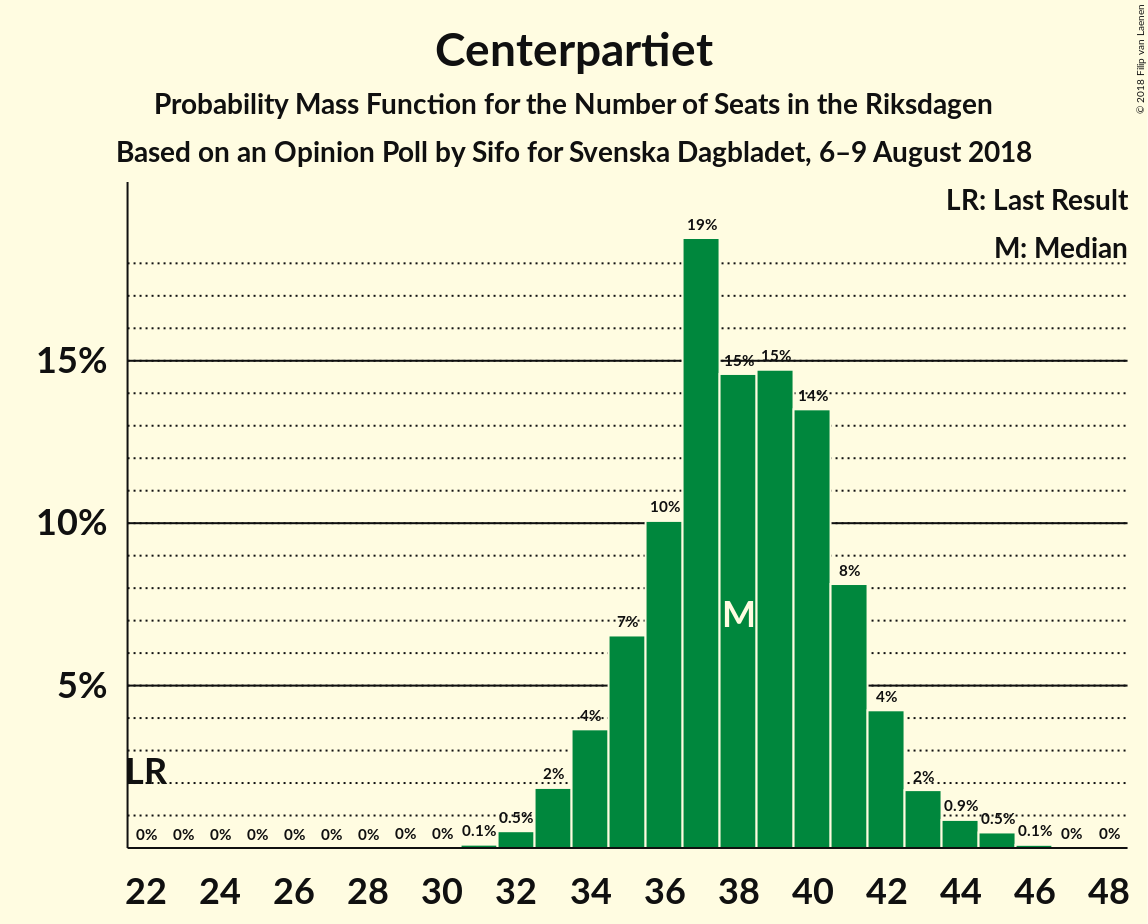 © 2018 Filip van Laenen
Centerpartiet
Probability Mass Function for the Number of Seats in the Riksdagen
Based on an Opinion Poll by Sifo for Svenska Dagbladet, 6–9 August 2018
LR: Last Result
M: Median
19%
15% 15% 15%
14%
10% 10%
8%
7%
M
5%
4% 4%
LR
2% 2%
0% 0% 0% 0% 0% 0% 0% 0% 0% 0.1% 0.5% 0.9% 0.5% 0.1% 0% 0%
22 24 26 28 30 32 34 36 38 40 42 44 46 48